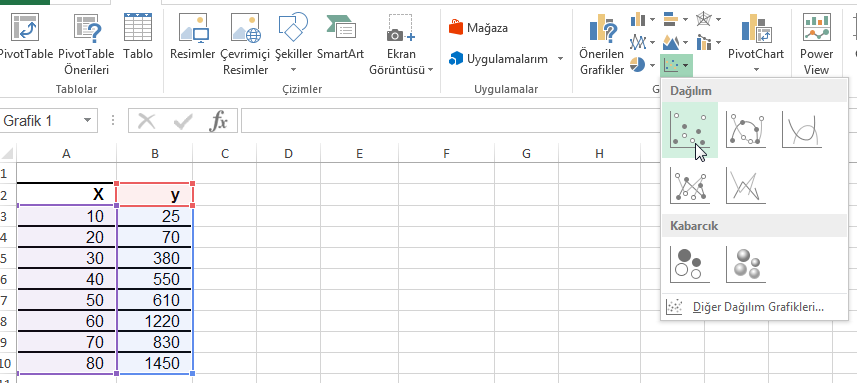 Mağaza
PivotTable PivotTable Tablo Resimler Çevrimiçi Şekiller SmartArt Ekran Uygulamalarım Önerilen PivotChart Power
Önerileri Resimler Görüntüsü Grafikler View
Tablolar Çizimler Uygulamalar G
Grafik 1 fx
Dağılım
A B C D E F G H
1
2 X y
3 10 25
4 20 70
5 30 380
6 40 550
7 50 610
8 60 1220
9 70 830
10 80 1450
Kabarcık
Diğer Dağılım Grafikleri...